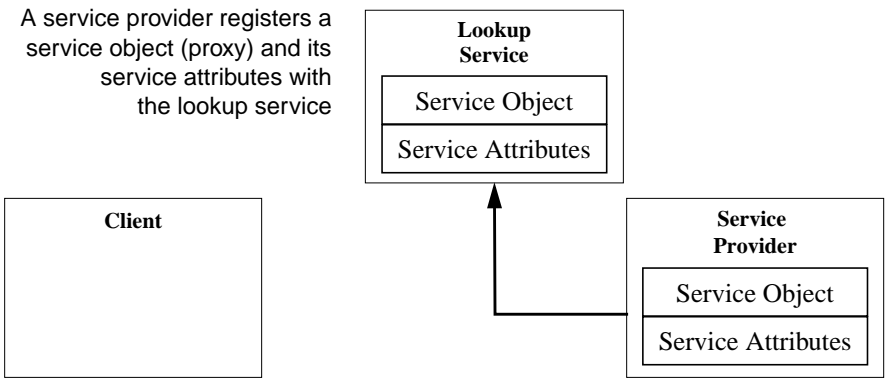 A service provider registers a
service object (proxy) and its
service attributes with
the lookup service
Lookup
Service
Service Object
Service Attributes
Client
Service
Provider
Service Object
Service Attributes